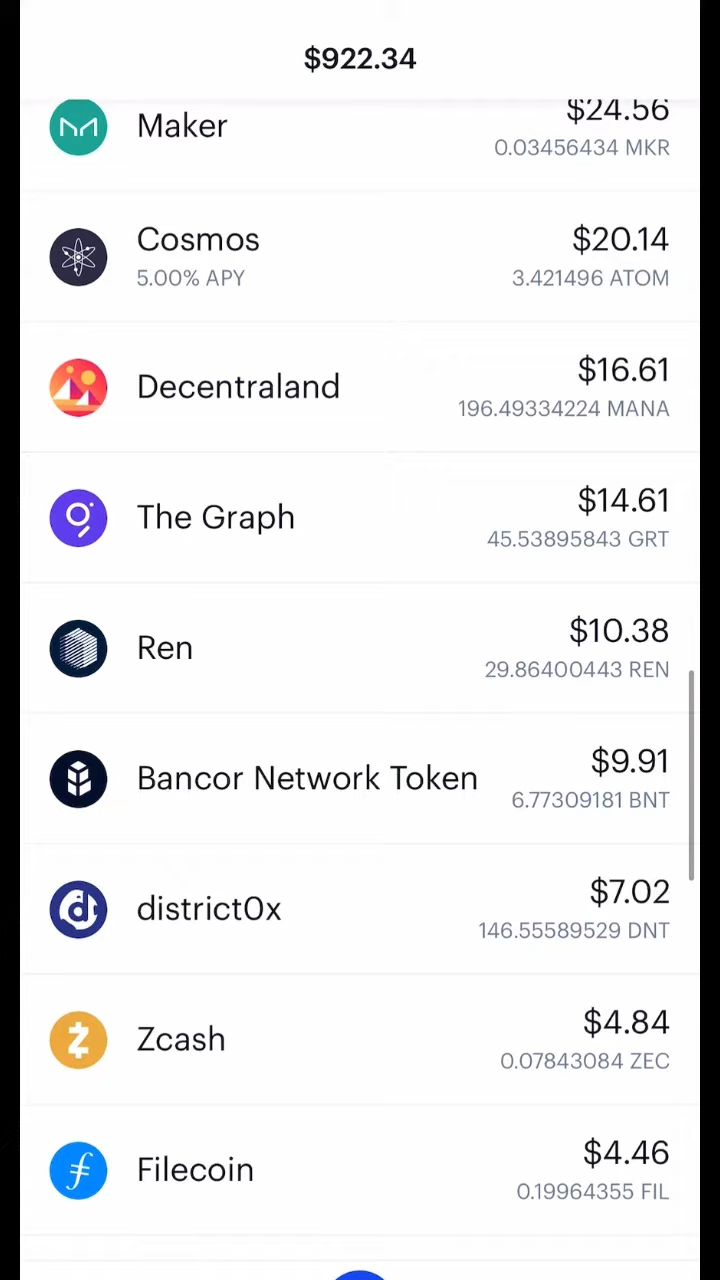 $922.34
Maker
$24.56
0.03456434 MKR
Cosmos
$20.14
5.00% APY
3.421496 ATOM
Decentraland
$16.61
196.49334224 MANA
The Graph
$14.61
45.53895843 GRT
Ren
$10.38
29.86400443 REN
Bancor Network Token
$9.91
6.77309181 BNT
district0x
$7.02
146.55589529 DNT
Zcash
$4.84
0.07843084 ZEC
Filecoin
$4.46
0.19964355 FIL